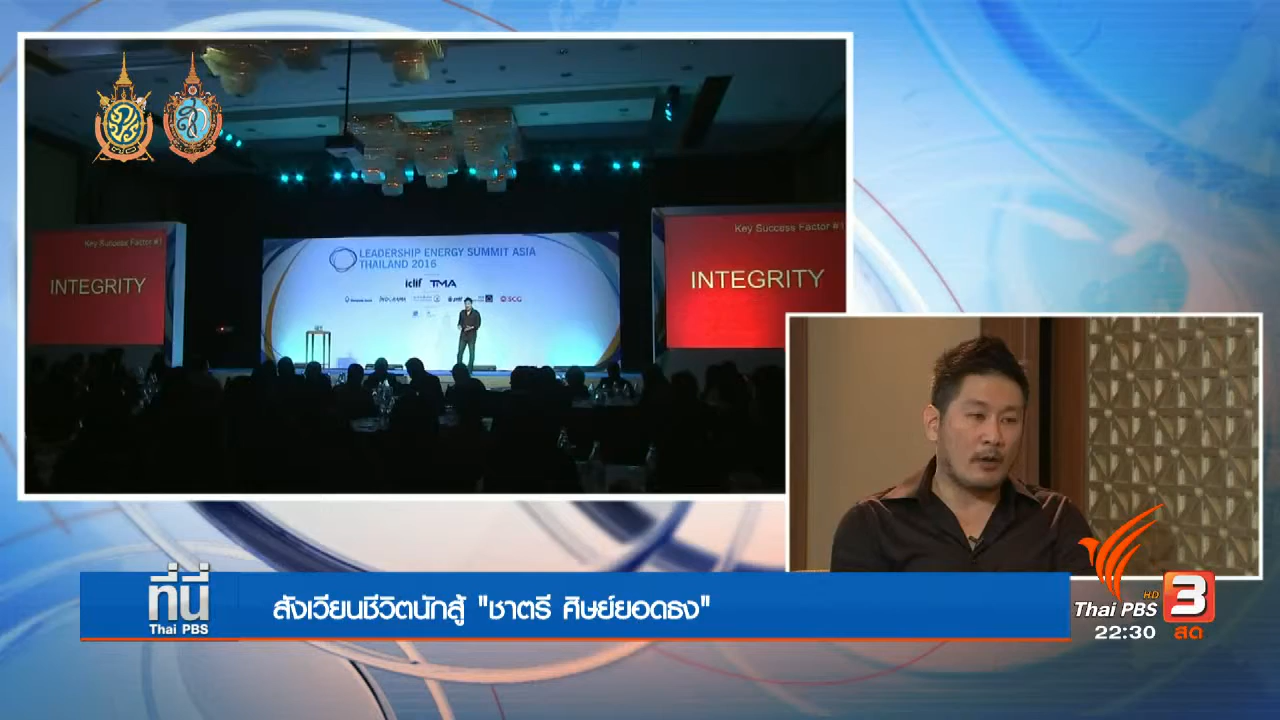 Key Success Factor #1
INTEGRITY
LEADERSHIP ENERGY SUMMIT ASIA
THAILAND 2016
iclif TMA
SCG
Key Success Factor #1
INTEGRITY
ที่นี่
Thai PBS
สังเวียนชีวิตนักสู้ "ชาตรี ศิษย์ยอดธง"
HD
Thai PBS 3
22:30 สด